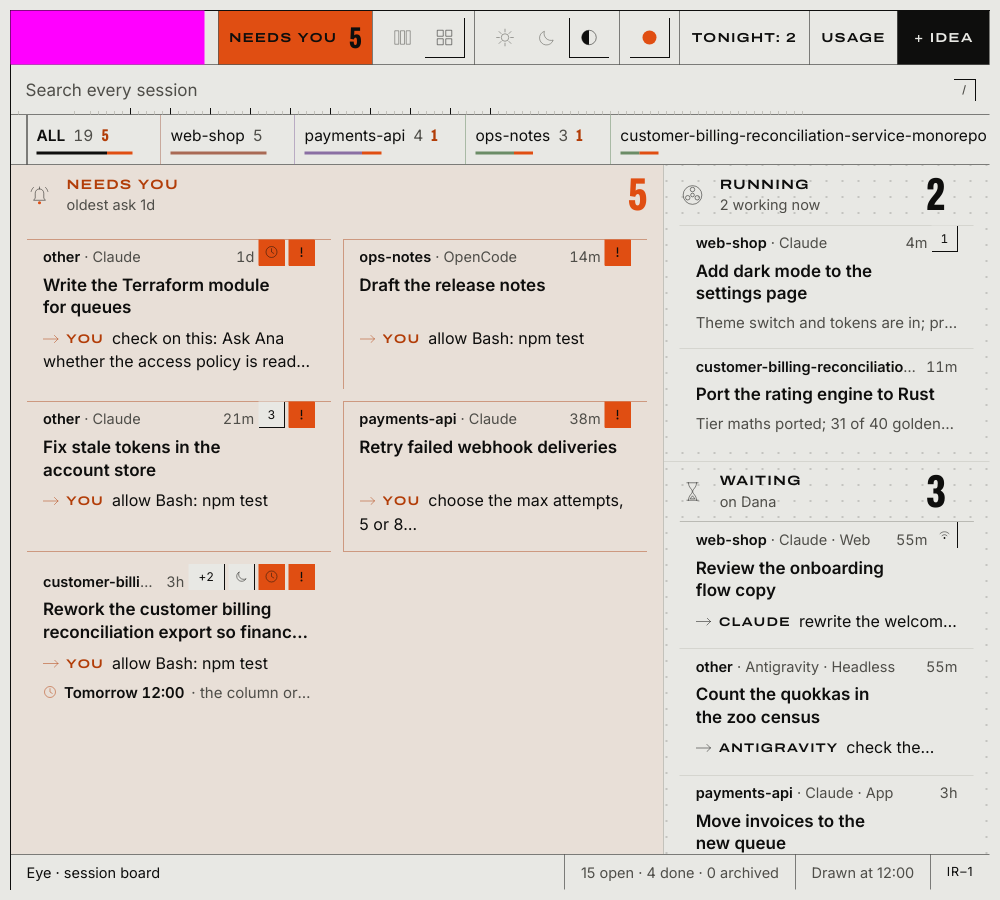 NEEDS YOU 5
TONIGHT: 2
USAGE
+ IDEA
Search every session
/
ALL 19 5
web-shop 5
payments-api 4 1
ops-notes 3 1
customer-billing-reconciliation-service-monorepo
NEEDS YOU
oldest ask 1d
5
other · Claude 1d !
Write the Terraform module
for queues
→ YOU check on this: Ask Ana
whether the access policy is read…
ops-notes · OpenCode 14m !
Draft the release notes
→ YOU allow Bash: npm test
other · Claude 21m 3 !
Fix stale tokens in the
account store
→ YOU allow Bash: npm test
payments-api · Claude 38m !
Retry failed webhook deliveries
→ YOU choose the max attempts,
5 or 8…
customer-billi… 3h +2 !
Rework the customer billing
reconciliation export so financ…
→ YOU allow Bash: npm test
Tomorrow 12:00 · the column or…
RUNNING
2 working now
2
web-shop · Claude 4m 1
Add dark mode to the
settings page
Theme switch and tokens are in; pr…
customer-billing-reconciliatio… 11m
Port the rating engine to Rust
Tier maths ported; 31 of 40 golden…
WAITING
on Dana
3
web-shop · Claude · Web 55m
Review the onboarding
flow copy
→ CLAUDE rewrite the welcom…
other · Antigravity · Headless 55m
Count the quokkas in
the zoo census
→ ANTIGRAVITY check the…
payments-api · Claude · App 3h
Move invoices to the
new queue
Eye · session board
15 open · 4 done · 0 archived
Drawn at 12:00
IR–1